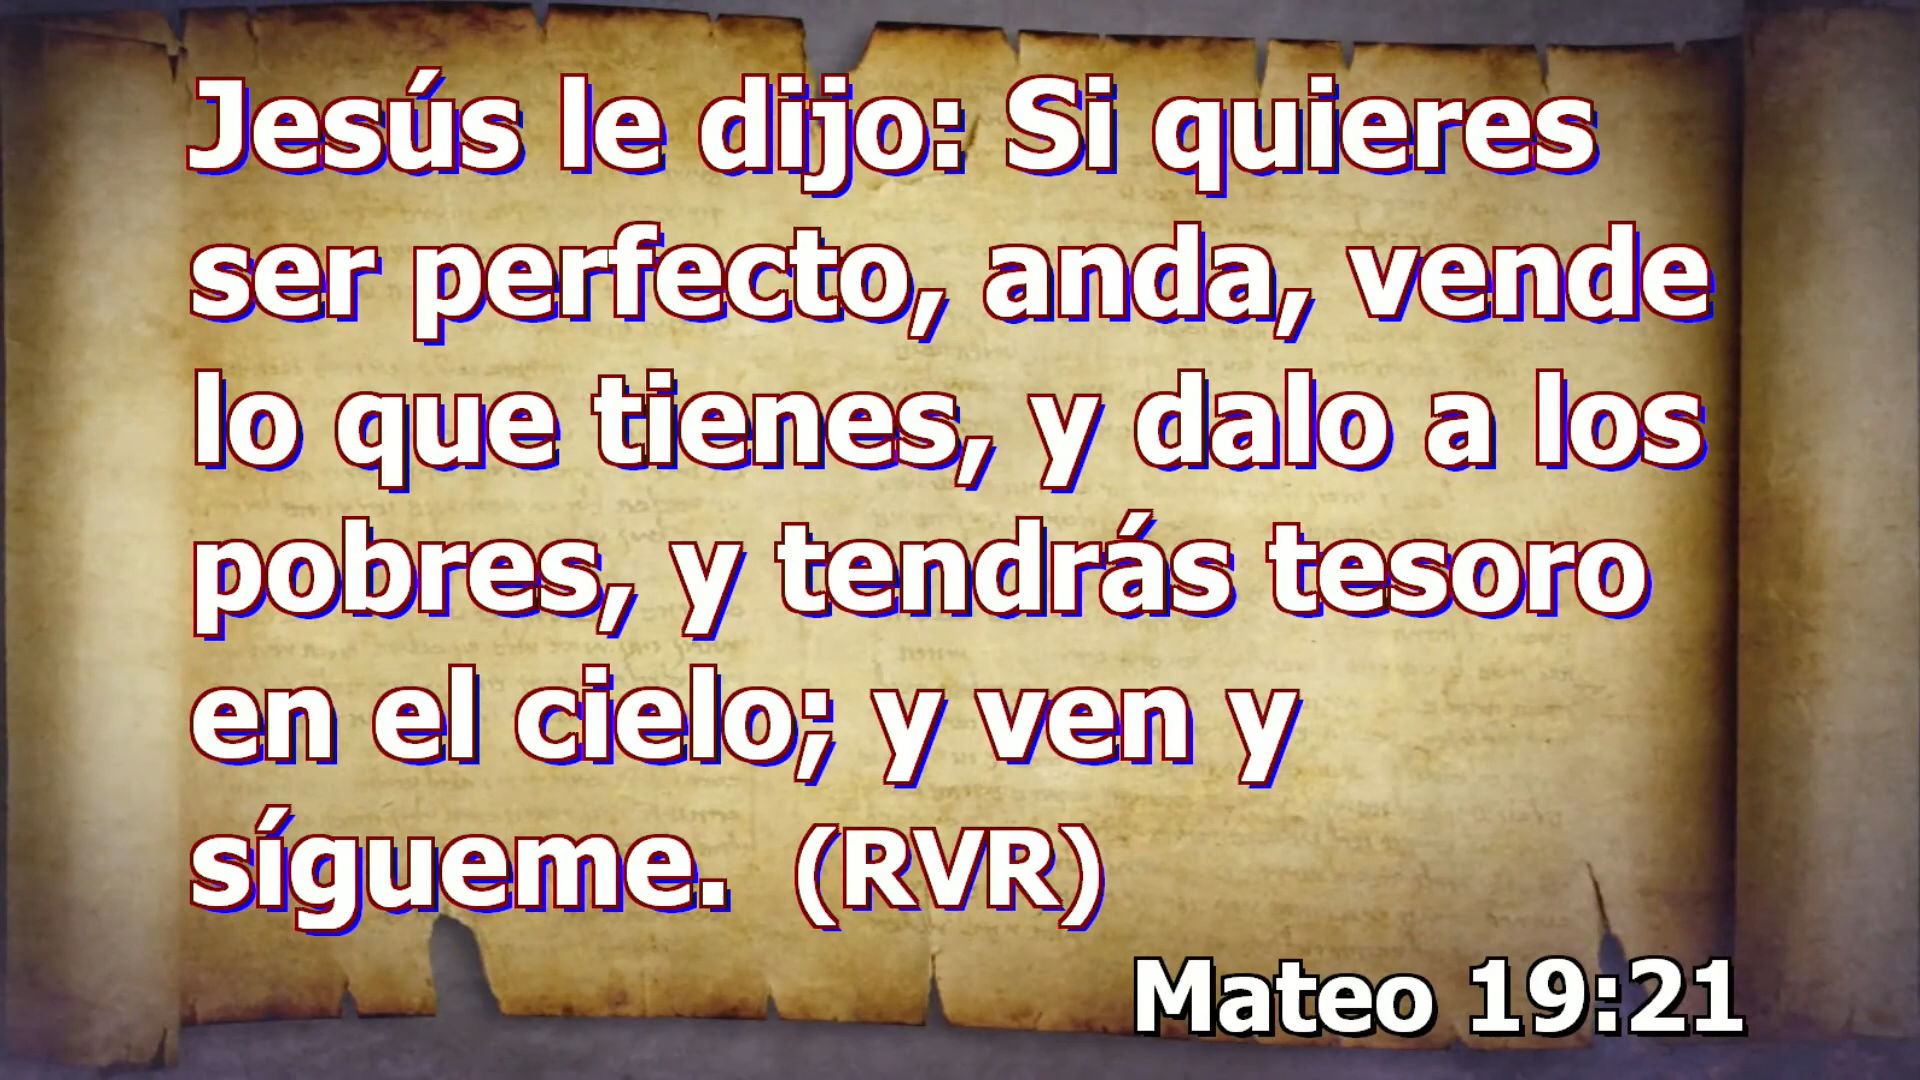 Jesús le dijo: Si quieres
ser perfecto, anda, vende
lo que tienes, y dalo a los
pobres, y tendrás tesoro
en el cielo; y ven y
sígueme.  (RVR)
Mateo 19:21